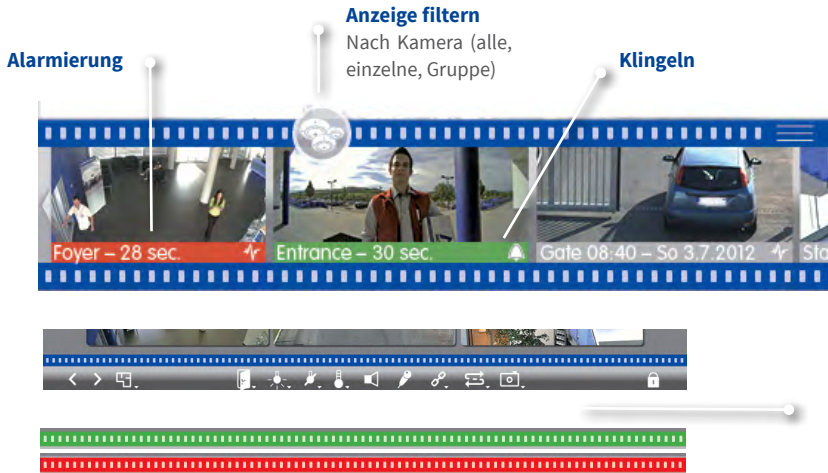 Anzeige filtern
Nach Kamera (alle,
einzelne, Gruppe)
Alarmierung
Klingeln
Foyer – 28 sec.
Entrance – 30 sec.
Gate 08:40 – So 3.7.2012